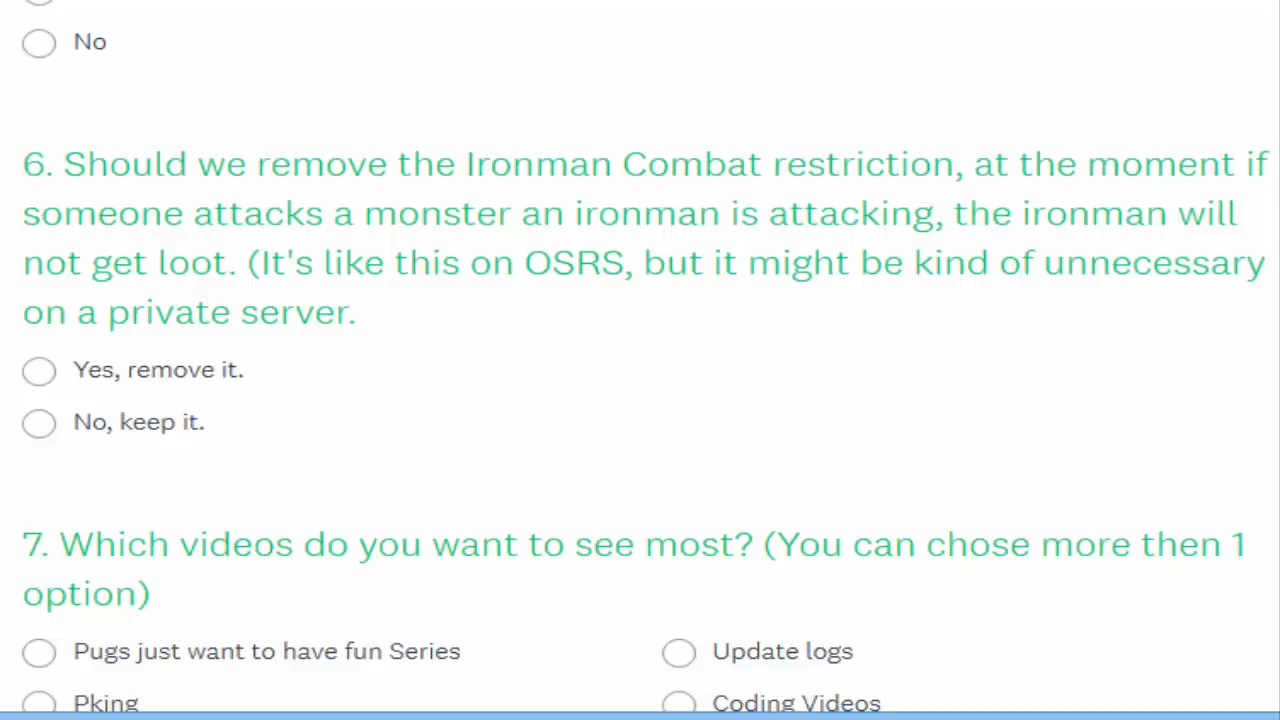 No
6. Should we remove the Ironman Combat restriction, at the moment if
someone attacks a monster an ironman is attacking, the ironman will
not get loot. (It's like this on OSRS, but it might be kind of unnecessary
on a private server.
Yes, remove it.
No, keep it.
7. Which videos do you want to see most? (You can chose more then 1
option)
Pugs just want to have fun Series
Update logs
Pking
Coding Videos